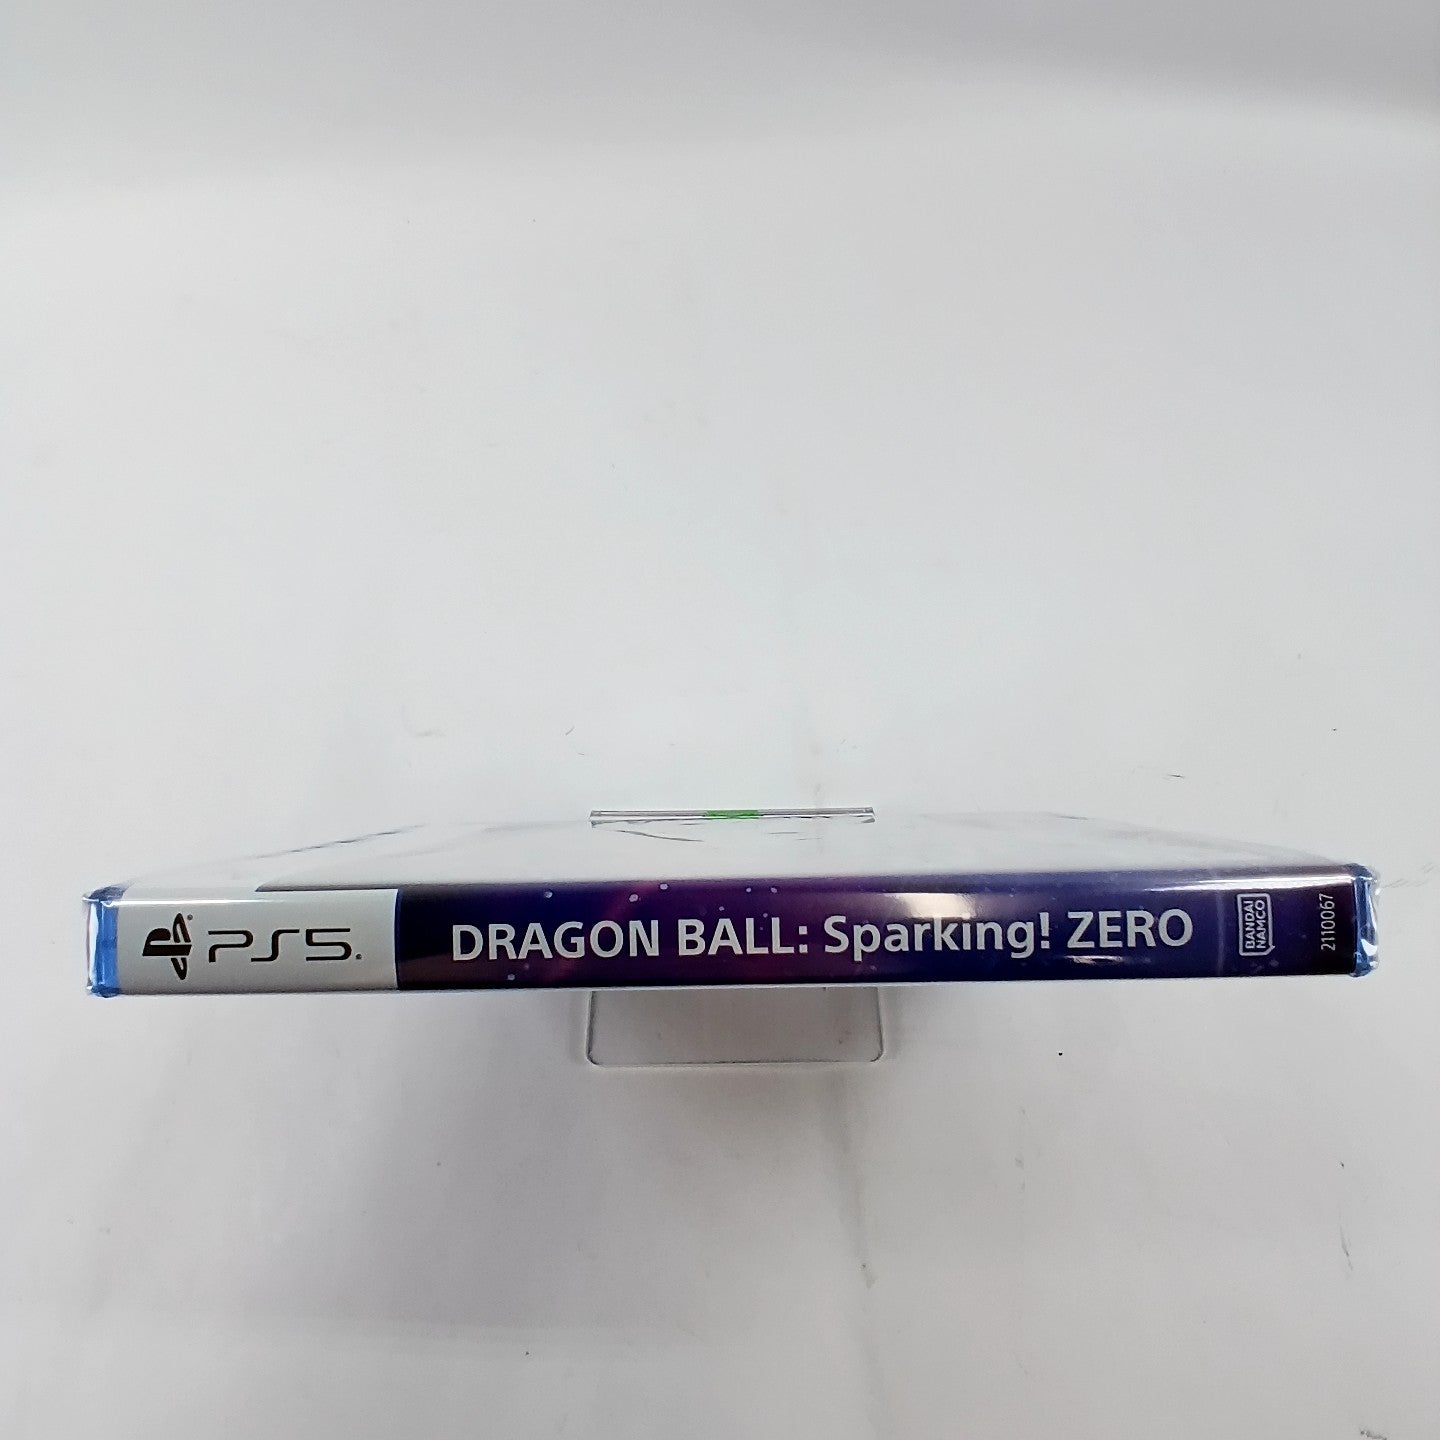 PS5
DRAGON BALL: Sparking! ZERO
BANDAI
NAMCO
2110067